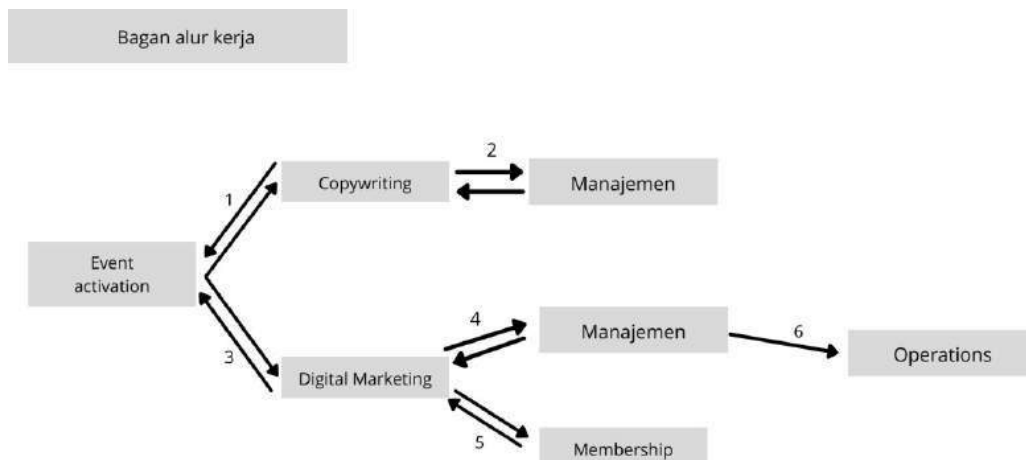 Bagan alur kerja
2
Copywriting
Manajemen
1
Event
activation
4
Manajemen
6
Operations
3
Digital Marketing
5
Membership